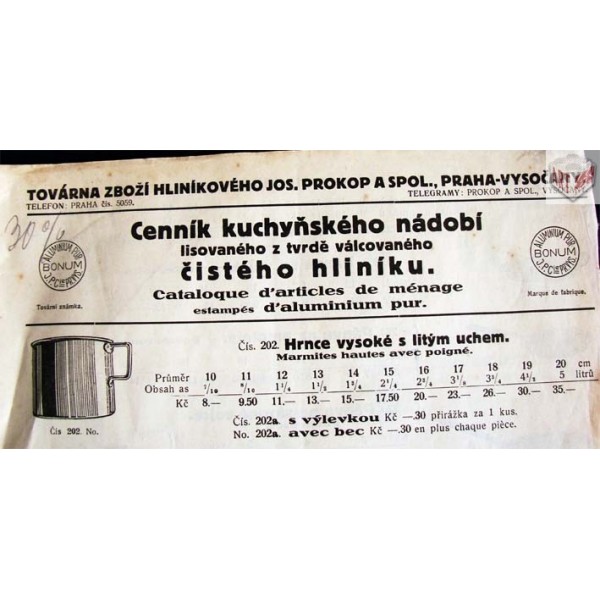 TOVÁRNA ZBOŽÍ HLINÍKOVÉHO JOS. PROKOP A SPOL., PRAHA-VYSOČANY.
TELEFON: PRAHA čís. 5059.
TELEGRAMY: PROKOP A SPOL.,
30%
Cenník kuchyňského nádobí
lisovaného z tvrdě válcovaného
čistého hliníku.
Cataloque d'articles de ménage
estampés d'aluminium pur.
ALUMINIUM PUR
BONUM
Tovární známka.
ALUMINIUM PUR
BONUM
Marque de fabrique.
Čís. 202. Hrnce vysoké s litým uchem.
Marmites hautes avec poigné.
Průměr 10 11 12 13 14 15 16 17 18 19 20 cm
Obsah as 5 litrů
Kč 8.— 9.50 11.— 13.— 15.— 17.50 20.— 23.— 26.— 30.— 35.—
Čís. 202a. s výlevkou Kč —.30 přirážka za 1 kus.
No. 202a. avec bec Kč —.30 en plus chaque pièce.
Čís 202. No.